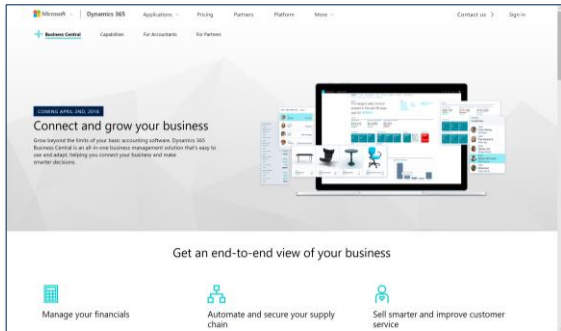 Microsoft Dynamics 365 Applications Pricing Partners Platform More Contact us Sign in
Business Central Capabilities For Accountants For Partners
COMING APRIL 2ND, 2018
Connect and grow your business
Grow beyond the limits of your basic accounting software. Dynamics 365
Business Central is an all-in-one business management solution that's easy to
use and adapt, helping you connect your business and make
smarter decisions.
Get an end-to-end view of your business
Manage your financials
Automate and secure your supply
chain
Sell smarter and improve customer
service